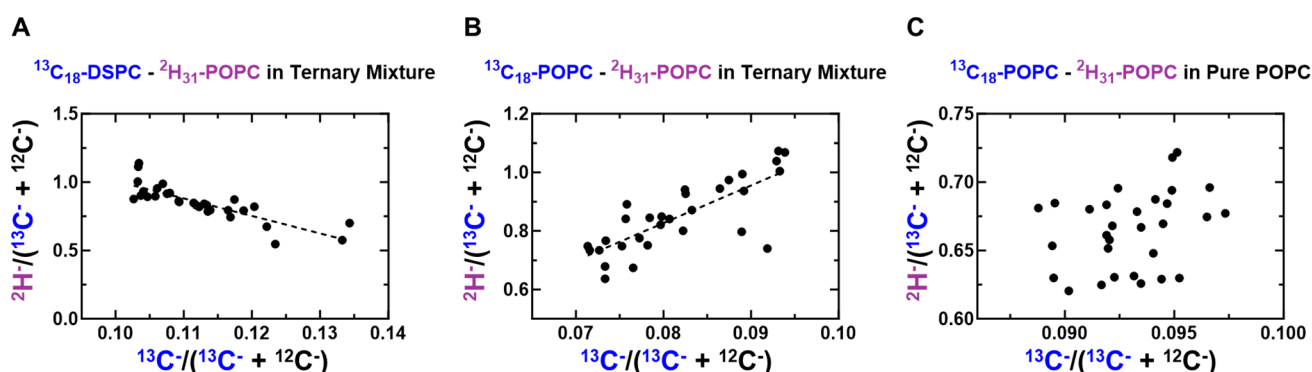 A
¹³C₁₈-DSPC - ²H₃₁-POPC in Ternary Mixture
²H⁻/(¹³C⁻ + ¹²C⁻)
1.5
1.0
0.5
0.0
0.10 0.11 0.12 0.13 0.14
¹³C⁻/(¹³C⁻ + ¹²C⁻)
B
¹³C₁₈-POPC - ²H₃₁-POPC in Ternary Mixture
²H⁻/(¹³C⁻ + ¹²C⁻)
1.2
1.0
0.8
0.6
0.07 0.08 0.09
¹³C⁻/(¹³C⁻ + ¹²C⁻)
C
¹³C₁₈-POPC - ²H₃₁-POPC in Pure POPC
²H⁻/(¹³C⁻ + ¹²C⁻)
0.75
0.70
0.65
0.60
0.090 0.095 0.100
¹³C⁻/(¹³C⁻ + ¹²C⁻)